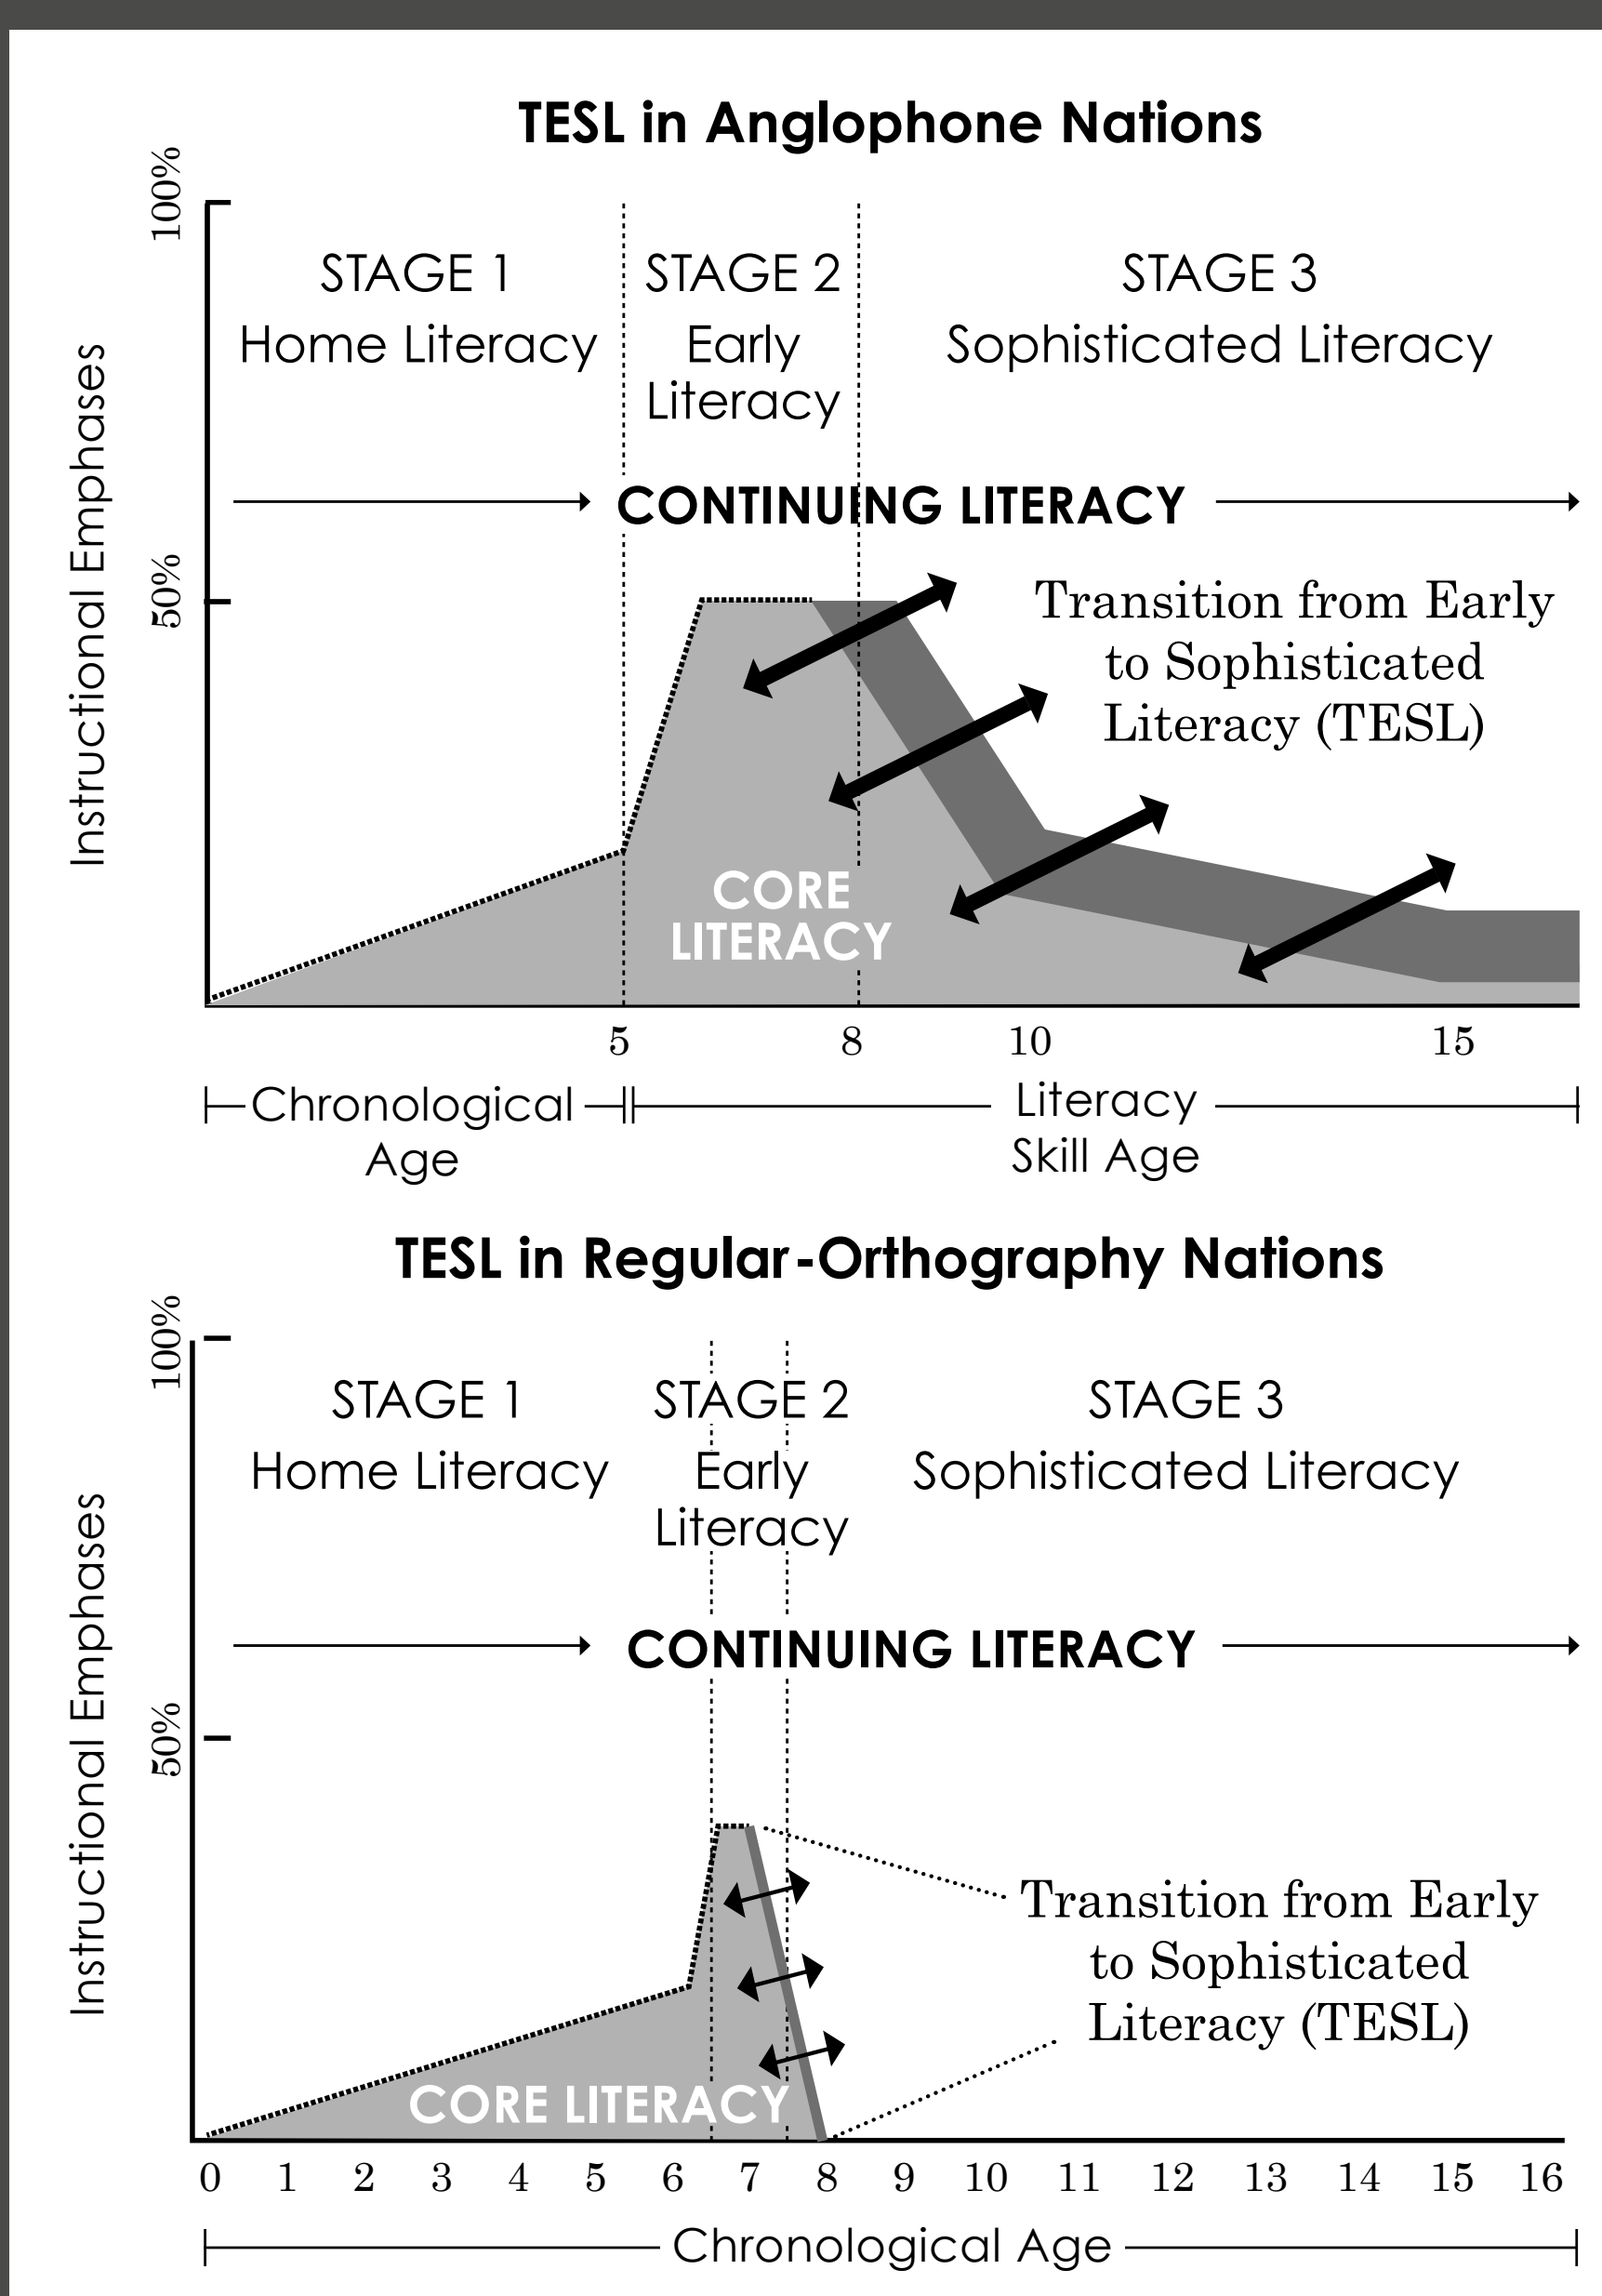 TESL in Anglophone Nations
100%
STAGE 1
Home Literacy
STAGE 2
Early
Literacy
STAGE 3
Sophisticated Literacy
Instructional Emphases
CONTINUING LITERACY
50%
Transition from Early
to Sophisticated
Literacy (TESL)
CORE
LITERACY
5 8 10 15
Chronological
Age
Literacy
Skill Age
TESL in Regular-Orthography Nations
100%
STAGE 1
Home Literacy
STAGE 2
Early
Literacy
STAGE 3
Sophisticated Literacy
Instructional Emphases
CONTINUING LITERACY
50%
Transition from Early
to Sophisticated
Literacy (TESL)
CORE LITERACY
0 1 2 3 4 5 6 7 8 9 10 11 12 13 14 15 16
Chronological Age